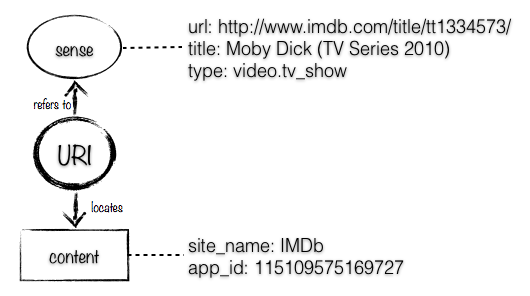 sense
url: http://www.imdb.com/title/tt1334573/
title: Moby Dick (TV Series 2010)
type: video.tv_show
refers to
URI
locates
content
site_name: IMDb
app_id: 115109575169727